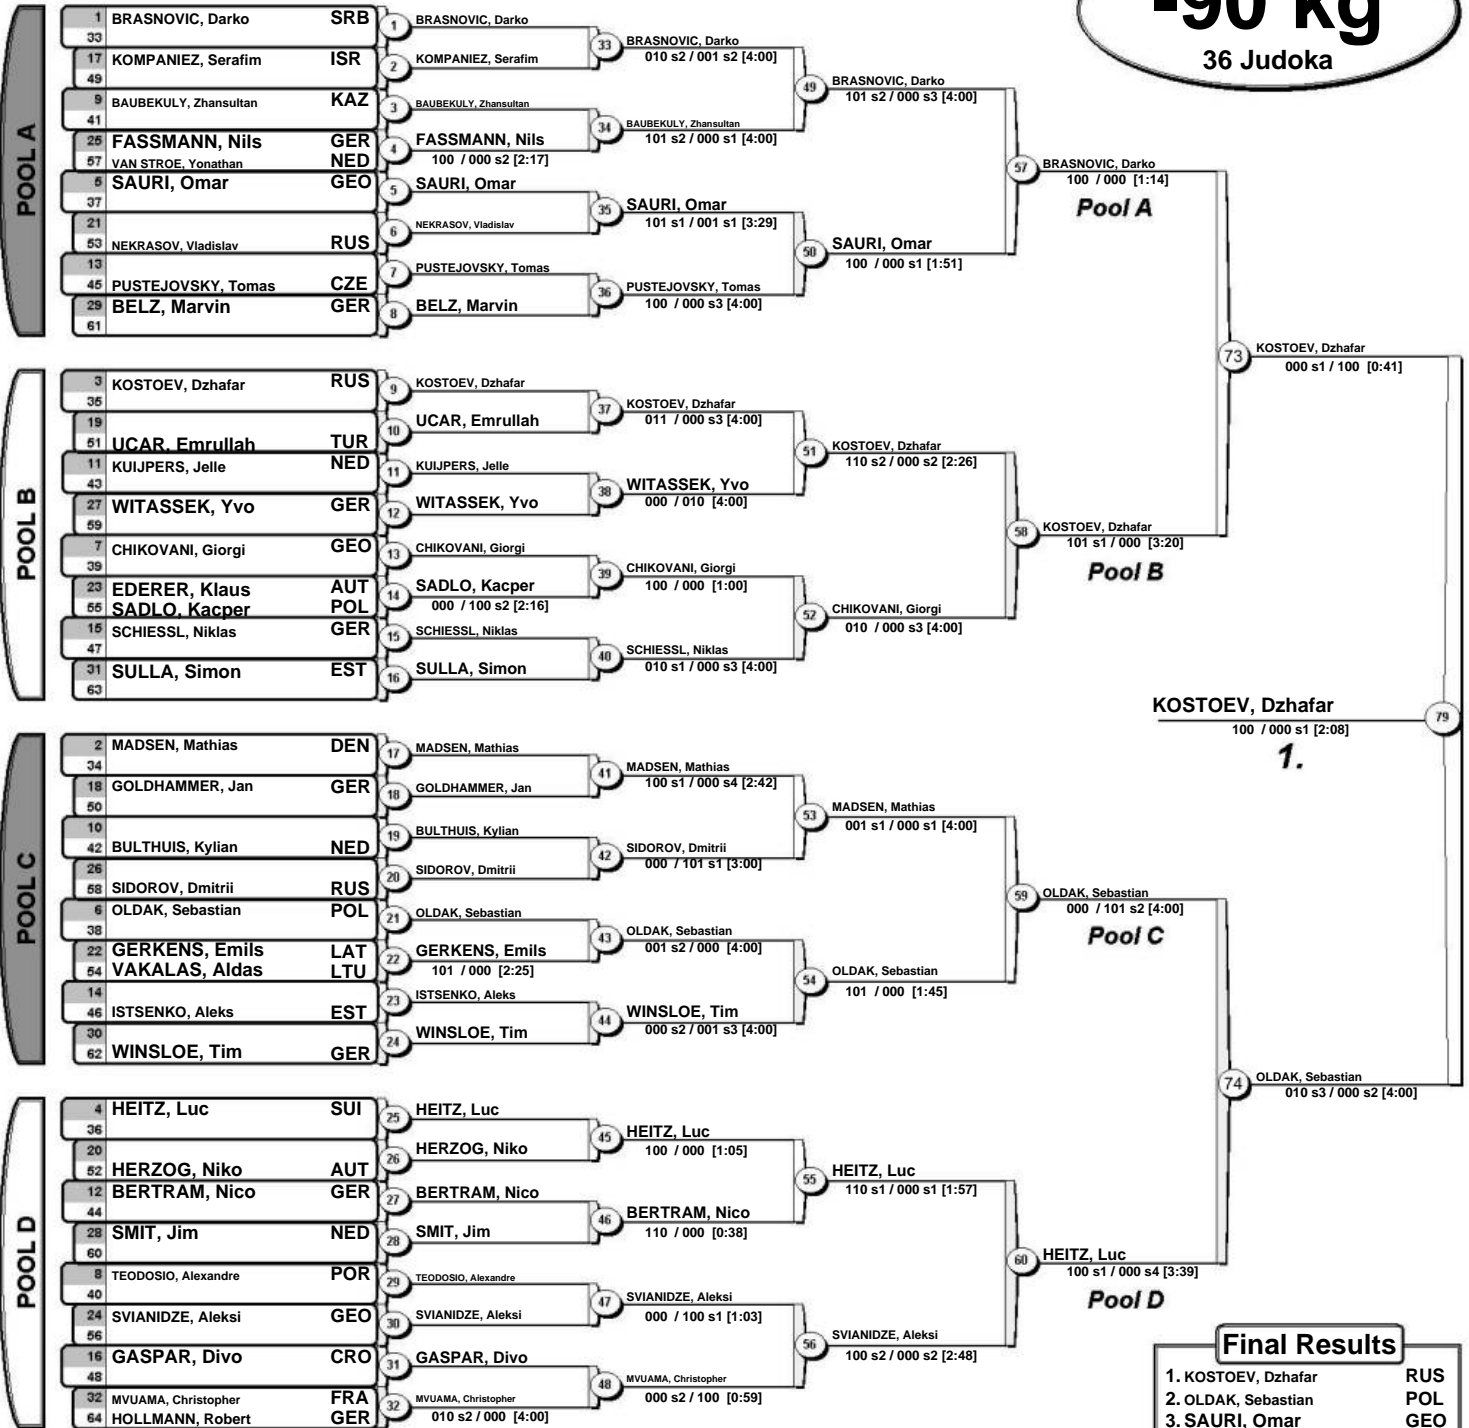 -90 kg
36 Judoka
POOL A
1 BRASNOVIC, Darko SRB
33
17 KOMPANIEZ, Serafim ISR
49
9 BAUBEKULY, Zhansultan KAZ
41
25 FASSMANN, Nils GER
57 VAN STROE, Yonathan NED
5 SAURI, Omar GEO
37
21
53 NEKRASOV, Vladislav RUS
13
45 PUSTEJOVSKY, Tomas CZE
29 BELZ, Marvin GER
61
1 BRASNOVIC, Darko
2 KOMPANIEZ, Serafim
3 BAUBEKULY, Zhansultan
4 FASSMANN, Nils
100 / 000 s2 [2:17]
5 SAURI, Omar
6 NEKRASOV, Vladislav
7 PUSTEJOVSKY, Tomas
8 BELZ, Marvin
33 BRASNOVIC, Darko
010 s2 / 001 s2 [4:00]
34 BAUBEKULY, Zhansultan
101 s2 / 000 s1 [4:00]
35 SAURI, Omar
101 s1 / 001 s1 [3:29]
36 PUSTEJOVSKY, Tomas
100 / 000 s3 [4:00]
49 BRASNOVIC, Darko
101 s2 / 000 s3 [4:00]
50 SAURI, Omar
100 / 000 s1 [1:51]
57 BRASNOVIC, Darko
100 / 000 [1:14]
Pool A
POOL B
3 KOSTOEV, Dzhafar RUS
35
19
51 UCAR, Emrullah TUR
11 KUIJPERS, Jelle NED
43
27 WITASSEK, Yvo GER
59
7 CHIKOVANI, Giorgi GEO
39
23 EDERER, Klaus AUT
55 SADLO, Kacper POL
15 SCHIESSL, Niklas GER
47
31 SULLA, Simon EST
63
9 KOSTOEV, Dzhafar
10 UCAR, Emrullah
11 KUIJPERS, Jelle
12 WITASSEK, Yvo
13 CHIKOVANI, Giorgi
14 SADLO, Kacper
000 / 100 s2 [2:16]
15 SCHIESSL, Niklas
16 SULLA, Simon
37 KOSTOEV, Dzhafar
011 / 000 s3 [4:00]
38 WITASSEK, Yvo
000 / 010 [4:00]
39 CHIKOVANI, Giorgi
100 / 000 [1:00]
40 SCHIESSL, Niklas
010 s1 / 000 s3 [4:00]
51 KOSTOEV, Dzhafar
110 s2 / 000 s2 [2:26]
52 CHIKOVANI, Giorgi
010 / 000 s3 [4:00]
58 KOSTOEV, Dzhafar
101 s1 / 000 [3:20]
Pool B
73 KOSTOEV, Dzhafar
000 s1 / 100 [0:41]
KOSTOEV, Dzhafar 79
100 / 000 s1 [2:08]
1.
POOL C
2 MADSEN, Mathias DEN
34
18 GOLDHAMMER, Jan GER
50
10
42 BULTHUIS, Kylian NED
26
58 SIDOROV, Dmitrii RUS
6 OLDAK, Sebastian POL
38
22 GERKENS, Emils LAT
54 VAKALAS, Aldas LTU
14
46 ISTSENKO, Aleks EST
30
62 WINSLOE, Tim GER
17 MADSEN, Mathias
18 GOLDHAMMER, Jan
19 BULTHUIS, Kylian
20 SIDOROV, Dmitrii
21 OLDAK, Sebastian
22 GERKENS, Emils
101 / 000 [2:25]
23 ISTSENKO, Aleks
24 WINSLOE, Tim
41 MADSEN, Mathias
100 s1 / 000 s4 [2:42]
42 SIDOROV, Dmitrii
000 / 101 s1 [3:00]
43 OLDAK, Sebastian
001 s2 / 000 [4:00]
44 WINSLOE, Tim
000 s2 / 001 s3 [4:00]
53 MADSEN, Mathias
001 s1 / 000 s1 [4:00]
54 OLDAK, Sebastian
101 / 000 [1:45]
59 OLDAK, Sebastian
000 / 101 s2 [4:00]
Pool C
POOL D
4 HEITZ, Luc SUI
36
20
52 HERZOG, Niko AUT
12 BERTRAM, Nico GER
44
28 SMIT, Jim NED
60
8 TEODOSIO, Alexandre POR
40
24 SVIANIDZE, Aleksi GEO
56
16 GASPAR, Divo CRO
48
32 MVUAMA, Christopher FRA
64 HOLLMANN, Robert GER
25 HEITZ, Luc
26 HERZOG, Niko
27 BERTRAM, Nico
28 SMIT, Jim
29 TEODOSIO, Alexandre
30 SVIANIDZE, Aleksi
31 GASPAR, Divo
32 MVUAMA, Christopher
010 s2 / 000 [4:00]
45 HEITZ, Luc
100 / 000 [1:05]
46 BERTRAM, Nico
110 / 000 [0:38]
47 SVIANIDZE, Aleksi
000 / 100 s1 [1:03]
48 MVUAMA, Christopher
000 s2 / 100 [0:59]
55 HEITZ, Luc
110 s1 / 000 s1 [1:57]
56 SVIANIDZE, Aleksi
100 s2 / 000 s2 [2:48]
60 HEITZ, Luc
100 s1 / 000 s4 [3:39]
Pool D
74 OLDAK, Sebastian
010 s3 / 000 s2 [4:00]
Final Results
1. KOSTOEV, Dzhafar RUS
2. OLDAK, Sebastian POL
3. SAURI, Omar GEO